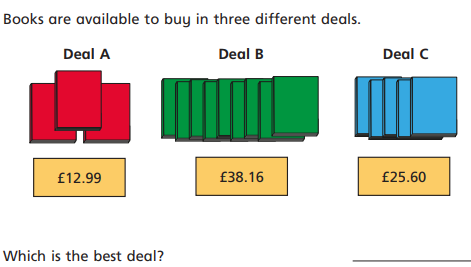 Books are available to buy in three different deals.
Deal A Deal B Deal C
£12.99 £38.16 £25.60
Which is the best deal?